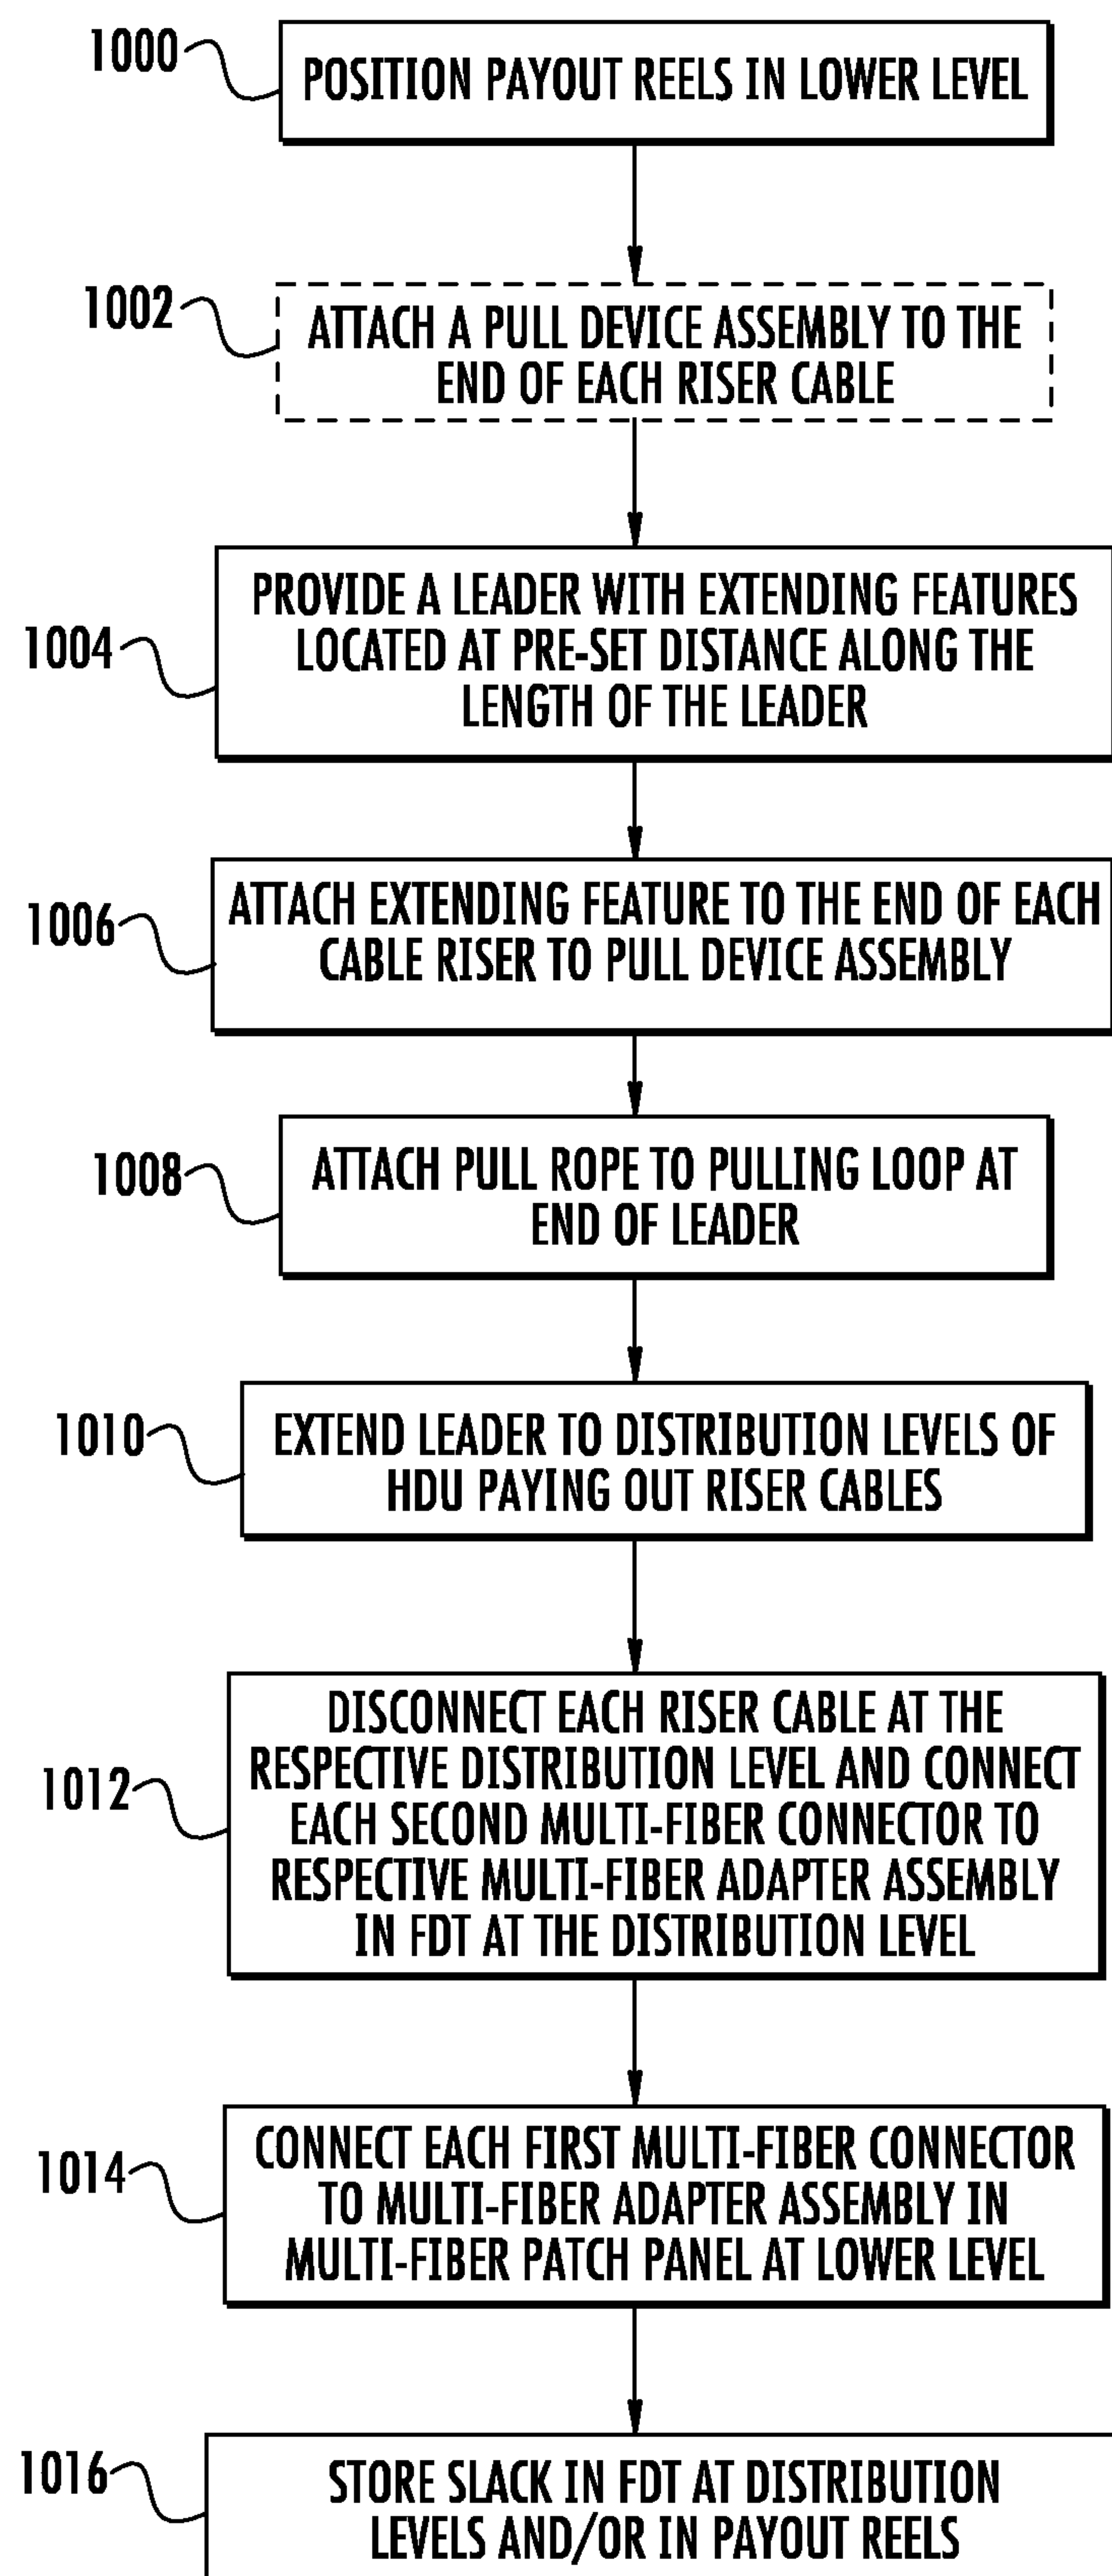 1000
POSITION PAYOUT REELS IN LOWER LEVEL
1002
ATTACH A PULL DEVICE ASSEMBLY TO THE
END OF EACH RISER CABLE
1004
PROVIDE A LEADER WITH EXTENDING FEATURES
LOCATED AT PRE-SET DISTANCE ALONG THE
LENGTH OF THE LEADER
1006
ATTACH EXTENDING FEATURE TO THE END OF EACH
CABLE RISER TO PULL DEVICE ASSEMBLY
1008
ATTACH PULL ROPE TO PULLING LOOP AT
END OF LEADER
1010
EXTEND LEADER TO DISTRIBUTION LEVELS OF
HDU PAYING OUT RISER CABLES
1012
DISCONNECT EACH RISER CABLE AT THE
RESPECTIVE DISTRIBUTION LEVEL AND CONNECT
EACH SECOND MULTI-FIBER CONNECTOR TO
RESPECTIVE MULTI-FIBER ADAPTER ASSEMBLY
IN FDT AT THE DISTRIBUTION LEVEL
1014
CONNECT EACH FIRST MULTI-FIBER CONNECTOR
TO MULTI-FIBER ADAPTER ASSEMBLY IN
MULTI-FIBER PATCH PANEL AT LOWER LEVEL
1016
STORE SLACK IN FDT AT DISTRIBUTION
LEVELS AND/OR IN PAYOUT REELS